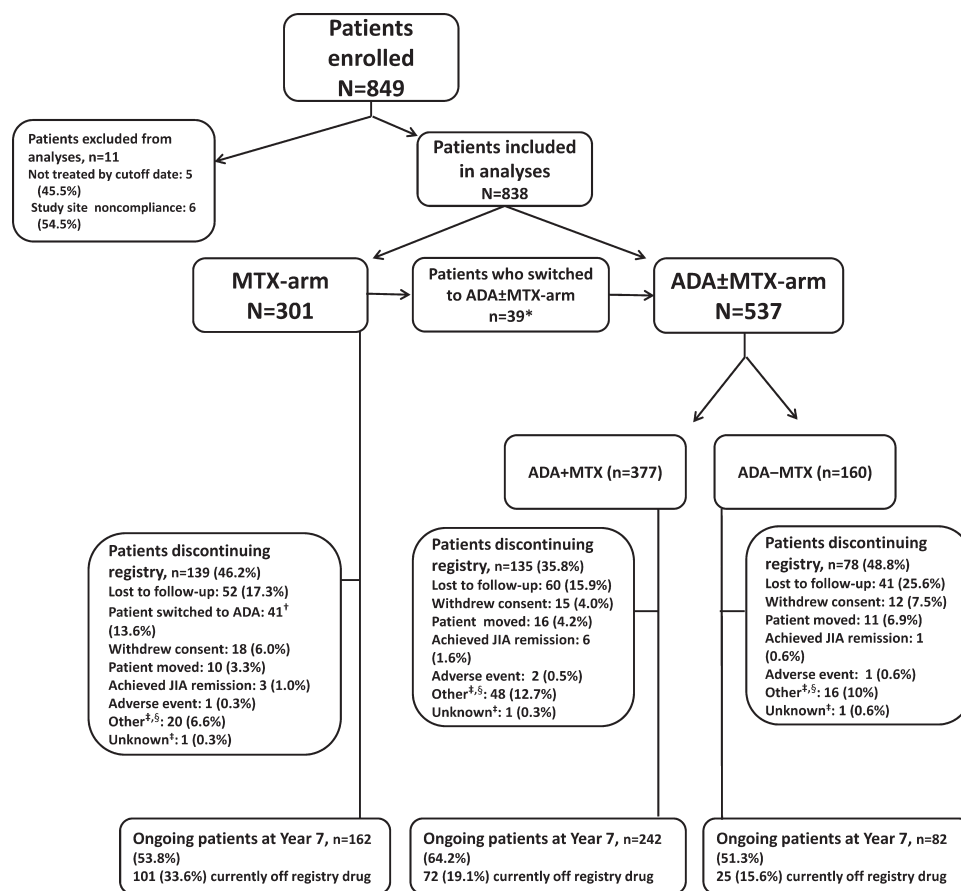 Patients
enrolled
N=849
Patients excluded from
analyses, n=11
Not treated by cutoff date: 5
(45.5%)
Study site noncompliance: 6
(54.5%)
Patients included
in analyses
N=838
MTX-arm
N=301
Patients who switched
to ADA±MTX-arm
n=39*
ADA±MTX-arm
N=537
ADA+MTX (n=377)
ADA−MTX (n=160)
Patients discontinuing
registry, n=139 (46.2%)
Lost to follow-up: 52 (17.3%)
Patient switched to ADA: 41†
(13.6%)
Withdrew consent: 18 (6.0%)
Patient moved: 10 (3.3%)
Achieved JIA remission: 3 (1.0%)
Adverse event: 1 (0.3%)
Other‡,§: 20 (6.6%)
Unknown‡: 1 (0.3%)
Patients discontinuing
registry, n=135 (35.8%)
Lost to follow-up: 60 (15.9%)
Withdrew consent: 15 (4.0%)
Patient moved: 16 (4.2%)
Achieved JIA remission: 6
(1.6%)
Adverse event: 2 (0.5%)
Other‡,§: 48 (12.7%)
Unknown‡: 1 (0.3%)
Patients discontinuing
registry, n=78 (48.8%)
Lost to follow-up: 41 (25.6%)
Withdrew consent: 12 (7.5%)
Patient moved: 11 (6.9%)
Achieved JIA remission: 1
(0.6%)
Adverse event: 1 (0.6%)
Other‡,§: 16 (10%)
Unknown‡: 1 (0.6%)
Ongoing patients at Year 7, n=162
(53.8%)
101 (33.6%) currently off registry drug
Ongoing patients at Year 7, n=242
(64.2%)
72 (19.1%) currently off registry drug
Ongoing patients at Year 7, n=82
(51.3%)
25 (15.6%) currently off registry drug